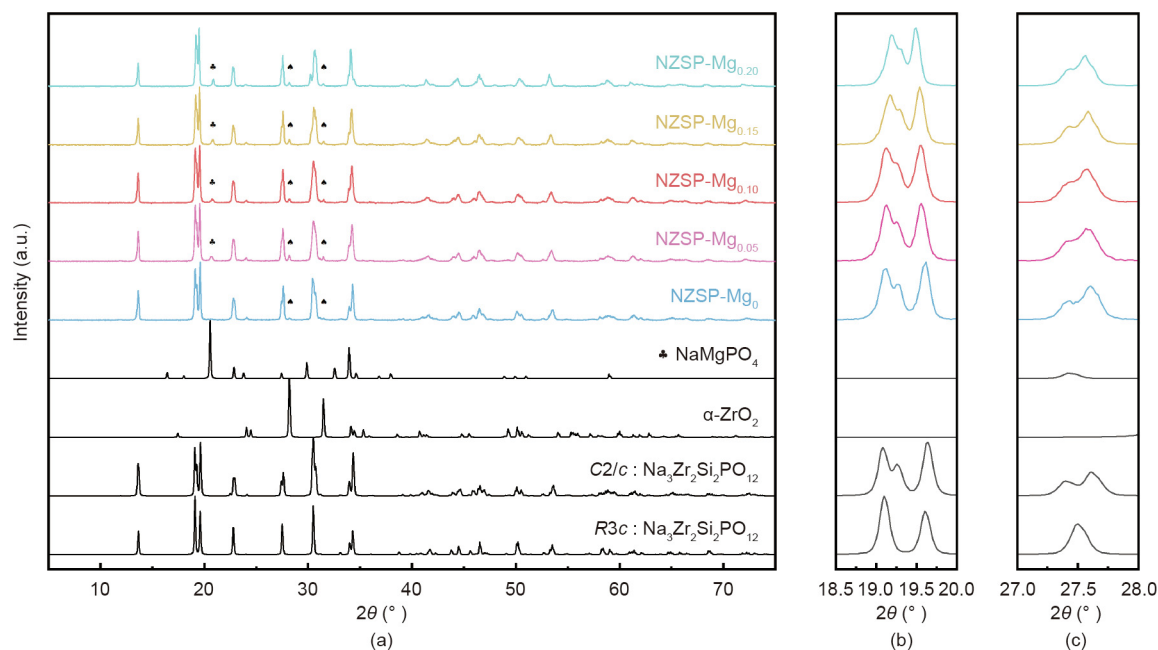 NZSP-Mg0.20
NZSP-Mg0.15
NZSP-Mg0.10
NZSP-Mg0.05
NZSP-Mg0
♣ NaMgPO4
α-ZrO2
C2/c : Na3Zr2Si2PO12
R3c : Na3Zr2Si2PO12
Intensity (a.u.)
10 20 30 40 50 60 70
2θ (°)
(a)
18.5 19.0 19.5 20.0
2θ (°)
(b)
27.0 27.5 28.0
2θ (°)
(c)